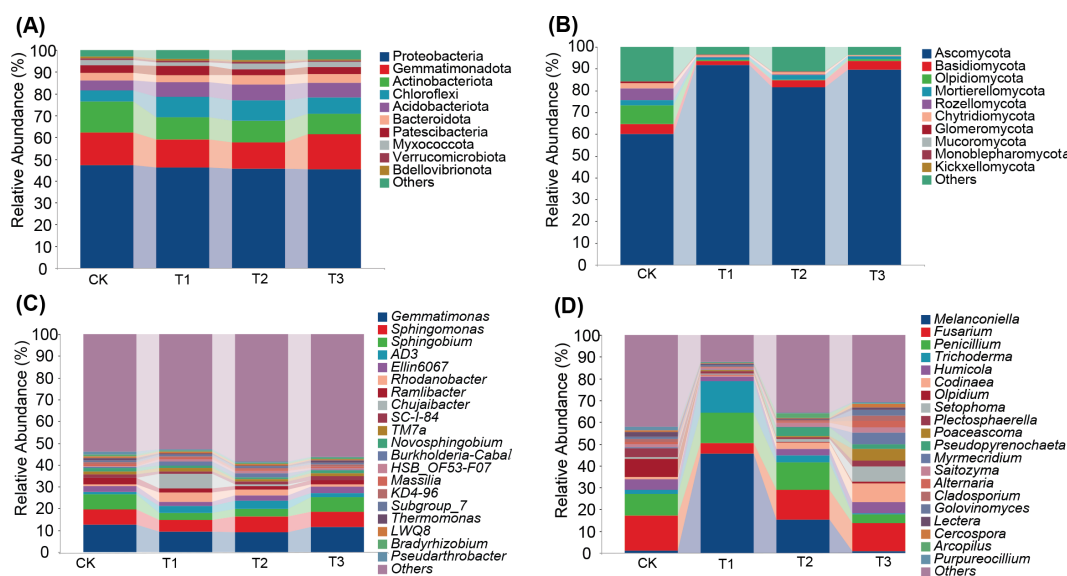 (A)
Relative Abundance (%)
100
90
80
70
60
50
40
30
20
10
0
CK T1 T2 T3
Proteobacteria
Gemmatimonadota
Actinobacteriota
Chloroflexi
Acidobacteriota
Bacteroidota
Patescibacteria
Myxococcota
Verrucomicrobiota
Bdellovibrionota
Others
(B)
Relative Abundance (%)
100
90
80
70
60
50
40
30
20
10
0
CK T1 T2 T3
Ascomycota
Basidiomycota
Olpidiomycota
Mortierellomycota
Rozellomycota
Chytridiomycota
Glomeromycota
Mucoromycota
Monoblepharomycota
Kickxellomycota
Others
(C)
Relative Abundance (%)
100
90
80
70
60
50
40
30
20
10
0
CK T1 T2 T3
Gemmatimonas
Sphingomonas
Sphingobium
AD3
Ellin6067
Rhodanobacter
Ramlibacter
Chujaibacter
SC-I-84
TM7a
Novosphingobium
Burkholderia-Cabal
HSB_OF53-F07
Massilia
KD4-96
Subgroup_7
Thermomonas
LWQ8
Bradyrhizobium
Pseudarthrobacter
Others
(D)
Relative Abundance (%)
100
90
80
70
60
50
40
30
20
10
0
CK T1 T2 T3
Melanconiella
Fusarium
Penicillium
Trichoderma
Humicola
Codinaea
Olpidium
Setophoma
Plectosphaerella
Poaceascoma
Pseudopyrenochaeta
Myrmecridium
Saitozyma
Alternaria
Cladosporium
Golovinomyces
Lectera
Cercospora
Arcopilus
Purpureocillium
Others